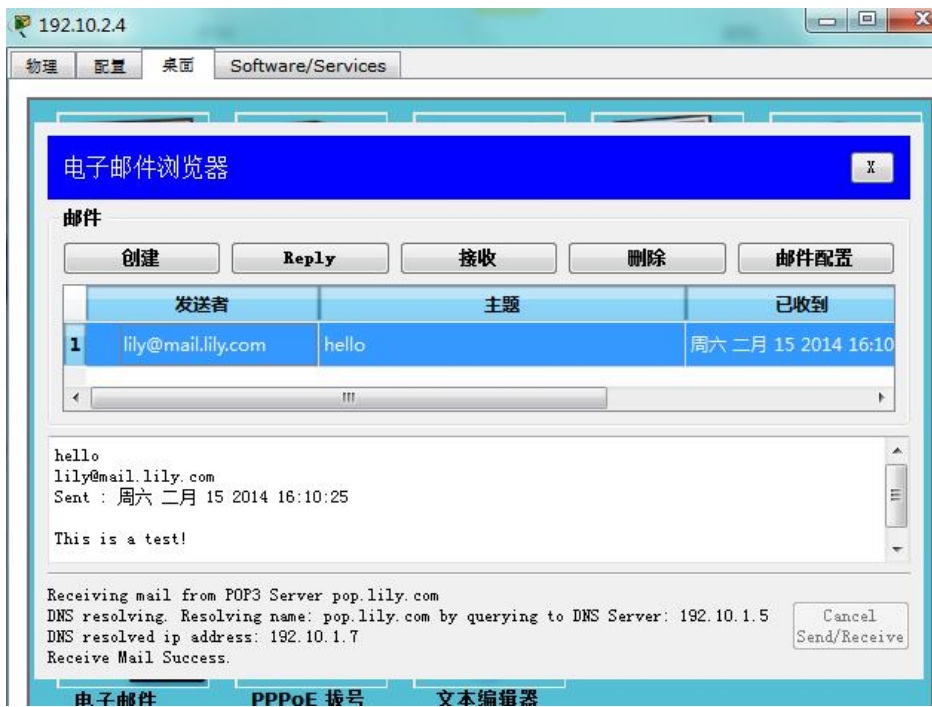 192.10.2.4
物理 配置 桌面 Software/Services
电子邮件浏览器 X
邮件
创建 Reply 接收 删除 邮件配置
发送者 主题 已收到
1 lily@mail.lily.com hello 周六 二月 15 2014 16:10
hello
lily@mail.lily.com
Sent : 周六 二月 15 2014 16:10:25
This is a test!
Receiving mail from POP3 Server pop.lily.com
DNS resolving. Resolving name: pop.lily.com by querying to DNS Server: 192.10.1.5
DNS resolved ip address: 192.10.1.7
Receive Mail Success.
Cancel
Send/Receive
电子邮件 PPPoE 拨号 文本编辑器